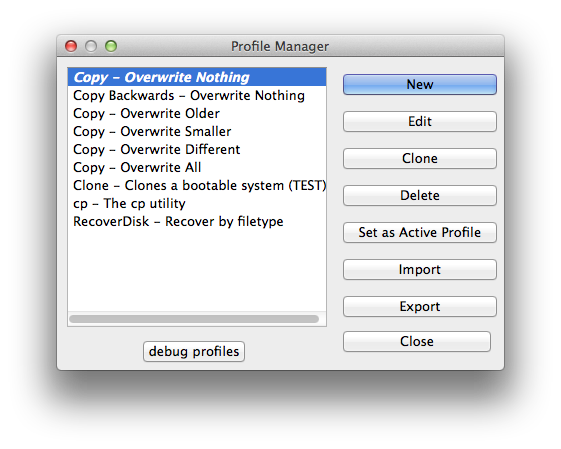 Profile Manager
Copy – Overwrite Nothing
Copy Backwards – Overwrite Nothing
Copy – Overwrite Older
Copy – Overwrite Smaller
Copy – Overwrite Different
Copy – Overwrite All
Clone – Clones a bootable system (TEST)
cp – The cp utility
RecoverDisk – Recover by filetype
debug profiles
New
Edit
Clone
Delete
Set as Active Profile
Import
Export
Close